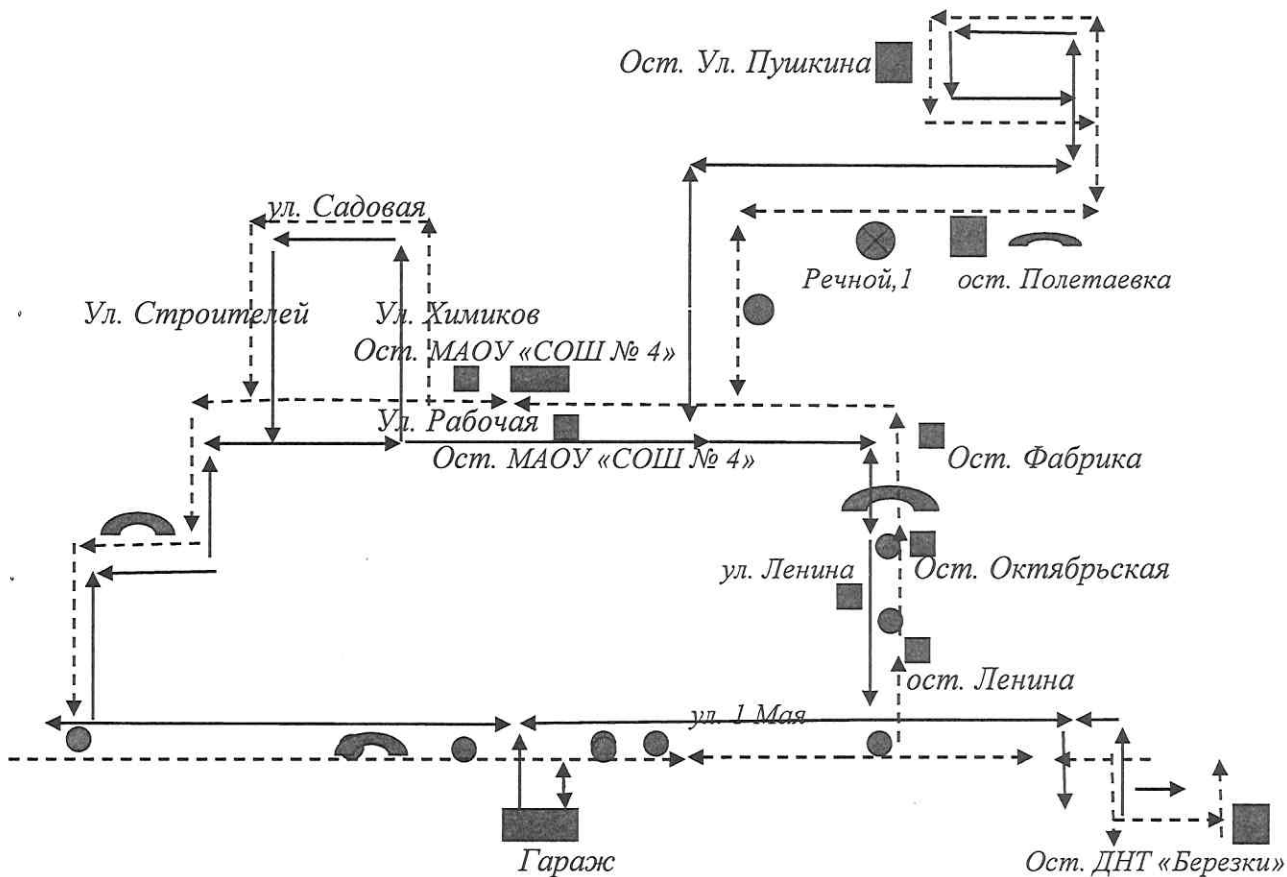 Ост. Ул. Пушкина
ул. Садовая
Речной,1
ост. Полетаевка
Ул. Строителей
Ул. Химиков
Ост. МАОУ «СОШ № 4»
Ул. Рабочая
Ост. МАОУ «СОШ № 4»
Ост. Фабрика
ул. Ленина
Ост. Октябрьская
ост. Ленина
ул. 1 Мая
Гараж
Ост. ДНТ «Березки»